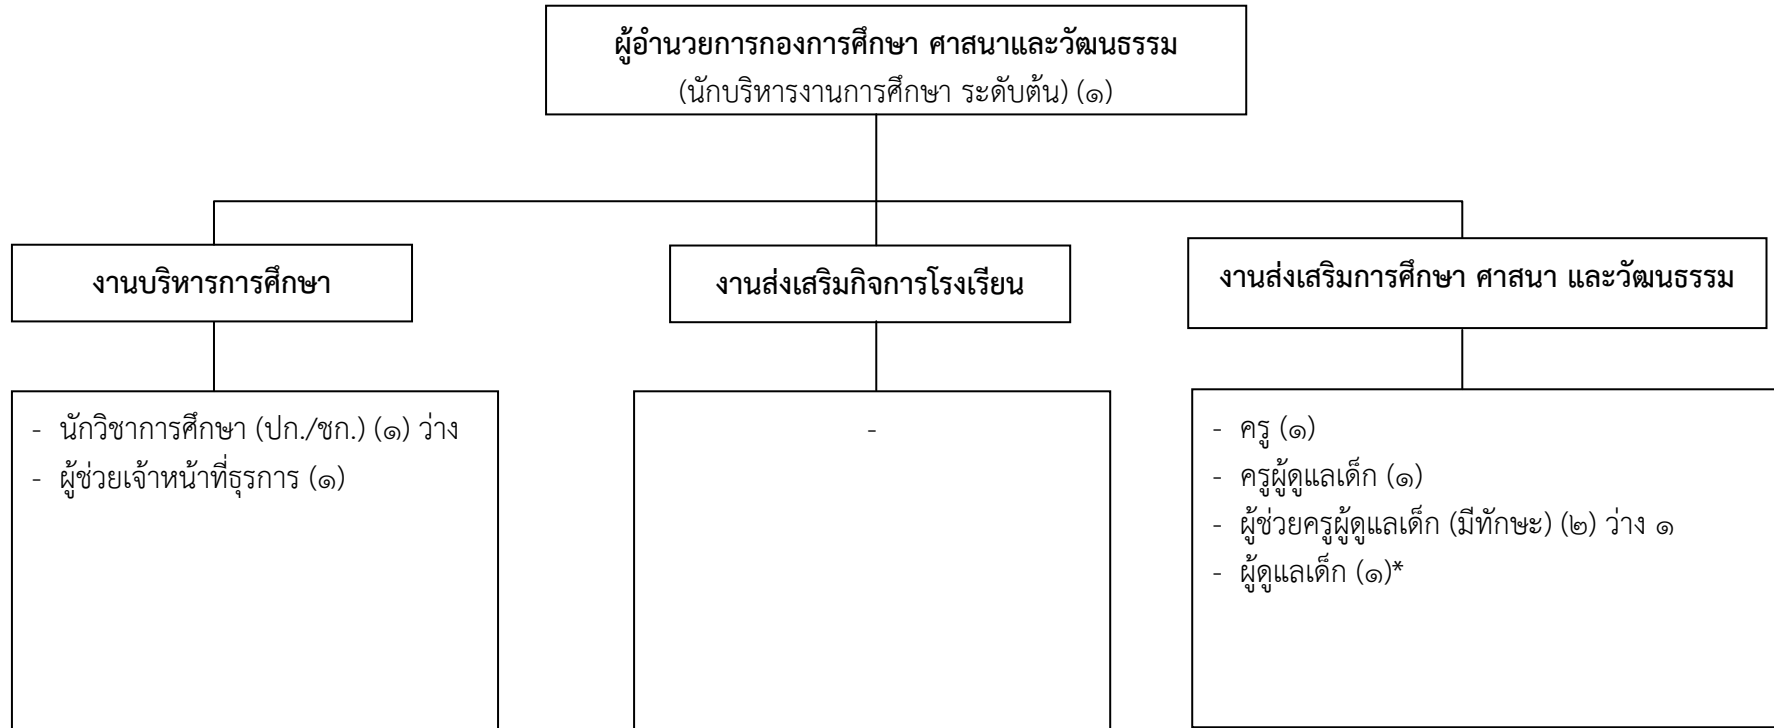 ผู้อำนวยการกองการศึกษา ศาสนาและวัฒนธรรม
(นักบริหารงานการศึกษา ระดับต้น) (๑)
งานบริหารการศึกษา
งานส่งเสริมกิจการโรงเรียน
งานส่งเสริมการศึกษา ศาสนา และวัฒนธรรม
- นักวิชาการศึกษา (ปก./ชก.) (๑) ว่าง
- ผู้ช่วยเจ้าหน้าที่ธุรการ (๑)
-
- ครู (๑)
- ครูผู้ดูแลเด็ก (๑)
- ผู้ช่วยครูผู้ดูแลเด็ก (มีทักษะ) (๒) ว่าง ๑
- ผู้ดูแลเด็ก (๑)*